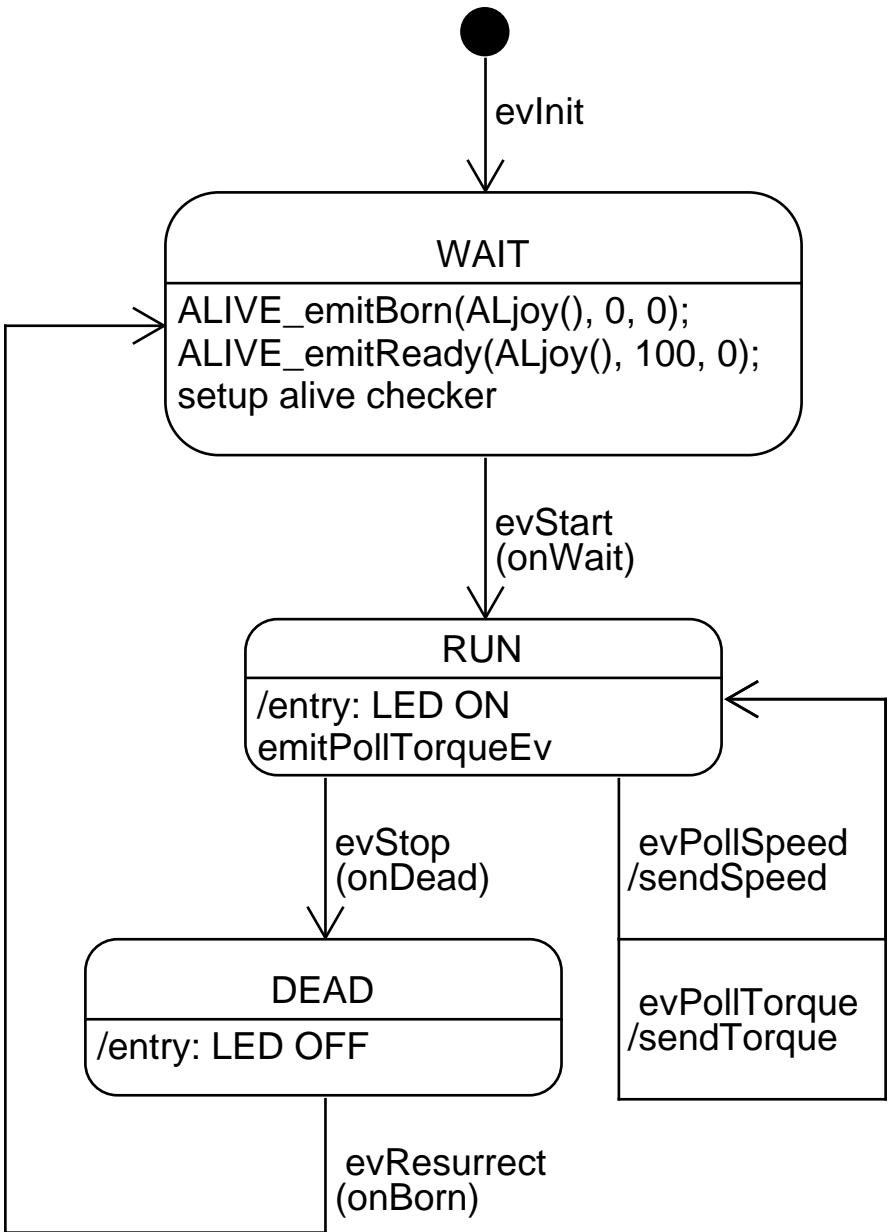 evInit
WAIT
ALIVE_emitBorn(ALjoy(), 0, 0);
ALIVE_emitReady(ALjoy(), 100, 0);
setup alive checker
evStart
(onWait)
RUN
/entry: LED ON
emitPollTorqueEv
evStop
(onDead)
evPollSpeed
/sendSpeed
DEAD
/entry: LED OFF
evPollTorque
/sendTorque
evResurrect
(onBorn)